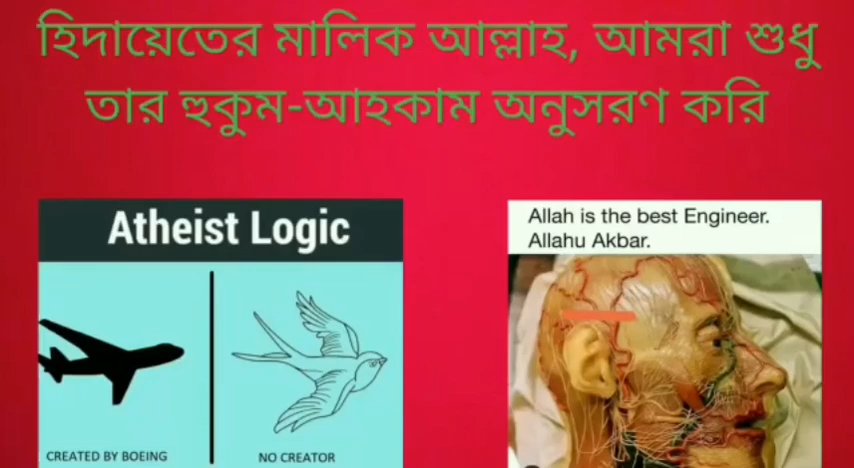 হিদায়েতের মালিক আল্লাহ, আমরা শুধু
তার হুকুম-আহকাম অনুসরণ করি
Atheist Logic
CREATED BY BOEING
NO CREATOR
Allah is the best Engineer.
Allahu Akbar.